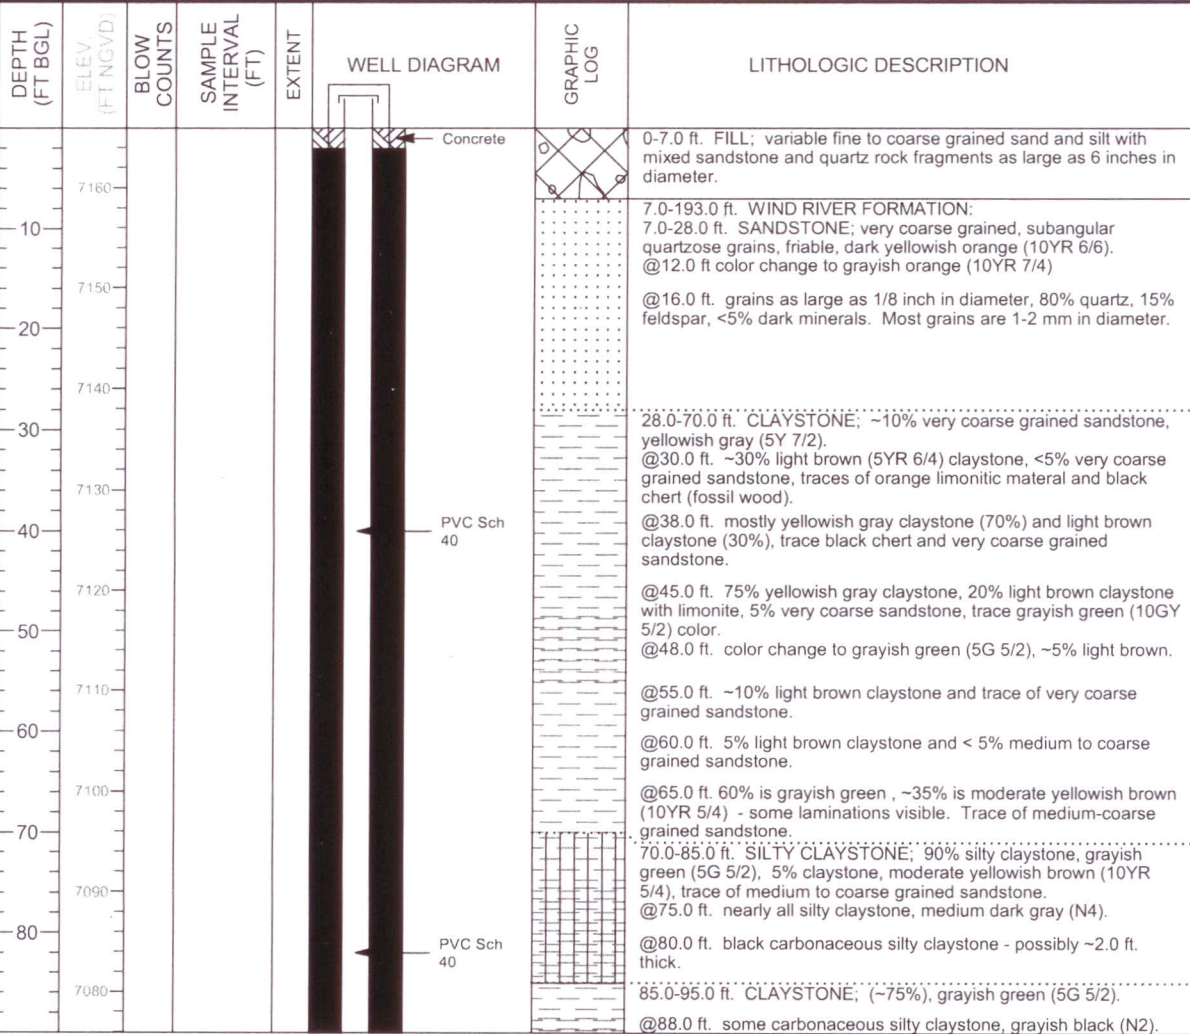 DEPTH
(FT BGL)
ELEV.
(FT NGVD)
BLOW
COUNTS
SAMPLE
INTERVAL
(FT)
EXTENT
WELL DIAGRAM
GRAPHIC
LOG
LITHOLOGIC DESCRIPTION
Concrete
0-7.0 ft. FILL; variable fine to coarse grained sand and silt with
mixed sandstone and quartz rock fragments as large as 6 inches in
diameter.
7160
7.0-193.0 ft. WIND RIVER FORMATION:
7.0-28.0 ft. SANDSTONE; very coarse grained, subangular
10
quartzose grains, friable, dark yellowish orange (10YR 6/6).
@12.0 ft color change to grayish orange (10YR 7/4)
7150
@16.0 ft. grains as large as 1/8 inch in diameter, 80% quartz, 15%
20
feldspar, <5% dark minerals. Most grains are 1-2 mm in diameter.
7140
28.0-70.0 ft. CLAYSTONE; ~10% very coarse grained sandstone,
30
yellowish gray (5Y 7/2).
@30.0 ft. ~30% light brown (5YR 6/4) claystone, <5% very coarse
grained sandstone, traces of orange limonitic materal and black
7130
chert (fossil wood).
@38.0 ft. mostly yellowish gray claystone (70%) and light brown
40
PVC Sch
40
claystone (30%), trace black chert and very coarse grained
sandstone.
7120
@45.0 ft. 75% yellowish gray claystone, 20% light brown claystone
with limonite, 5% very coarse sandstone, trace grayish green (10GY
50
5/2) color.
@48.0 ft. color change to grayish green (5G 5/2), ~5% light brown.
7110
@55.0 ft. ~10% light brown claystone and trace of very coarse
grained sandstone.
60
@60.0 ft. 5% light brown claystone and < 5% medium to coarse
grained sandstone.
7100
@65.0 ft. 60% is grayish green , ~35% is moderate yellowish brown
(10YR 5/4) - some laminations visible. Trace of medium-coarse
70
grained sandstone.
70.0-85.0 ft. SILTY CLAYSTONE; 90% silty claystone, grayish
green (5G 5/2), 5% claystone, moderate yellowish brown (10YR
7090
5/4), trace of medium to coarse grained sandstone.
@75.0 ft. nearly all silty claystone, medium dark gray (N4).
80
PVC Sch
40
@80.0 ft. black carbonaceous silty claystone - possibly ~2.0 ft.
thick.
7080
85.0-95.0 ft. CLAYSTONE; (~75%), grayish green (5G 5/2).
@88.0 ft. some carbonaceous silty claystone, grayish black (N2).